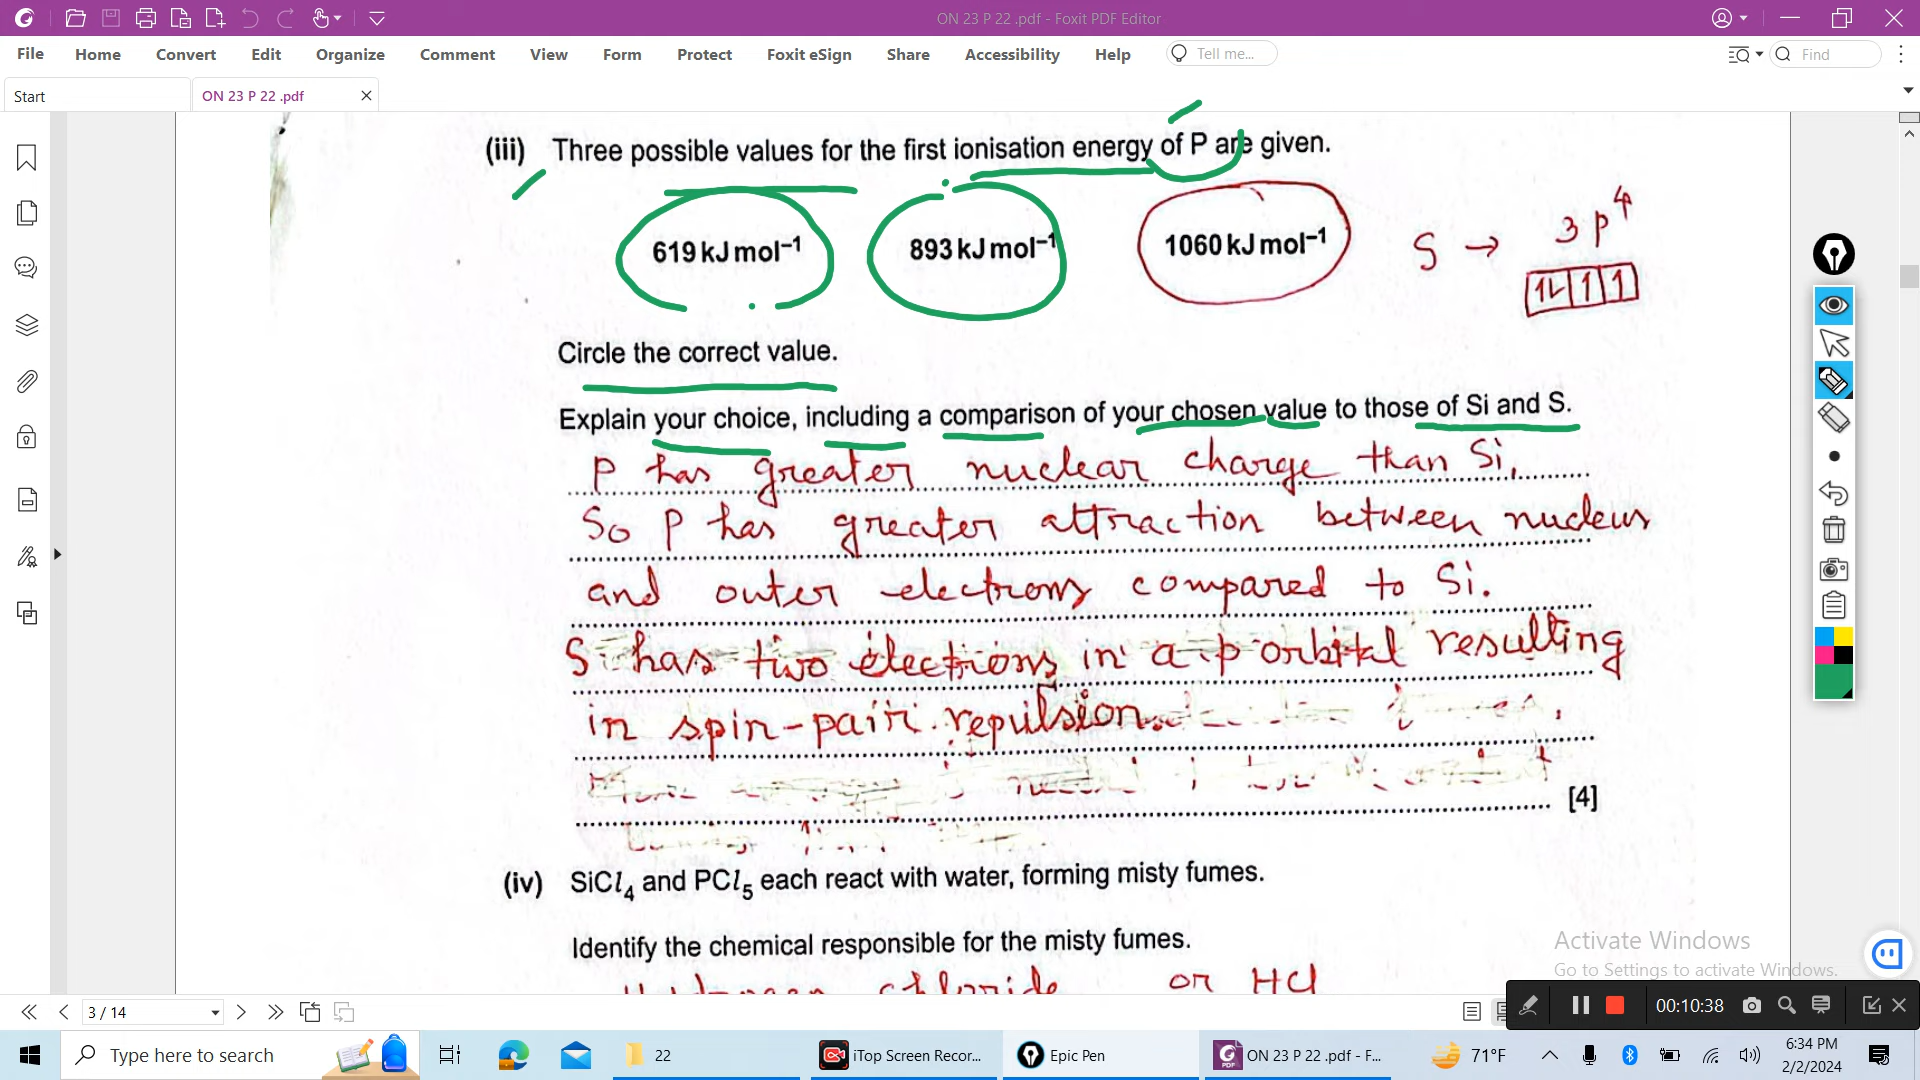 ON 23 P 22 .pdf - Foxit PDF Editor
File Home Convert Edit Organize Comment View Form Protect Foxit eSign Share Accessibility Help Tell me... Find
Start ON 23 P 22 .pdf
(iii) Three possible values for the first ionisation energy of P are given.
619 kJ mol⁻¹ 893 kJ mol⁻¹ 1060 kJ mol⁻¹ S → 3p⁴
Circle the correct value.
Explain your choice, including a comparison of your chosen value to those of Si and S.
P has greater nuclear charge than Si,
So P has greater attraction between nucleus
and outer electrons compared to Si.
S has two electrons in a p orbital resulting
in spin-pair repulsion.
[4]
(iv) SiCl₄ and PCl₅ each react with water, forming misty fumes.
Identify the chemical responsible for the misty fumes.
Hydrogen chloride or HCl
Activate Windows
Go to Settings to activate Windows.
3 / 14
00:10:38
Type here to search 22 iTop Screen Recor... Epic Pen ON 23 P 22 .pdf - F... 71°F 6:34 PM
2/2/2024